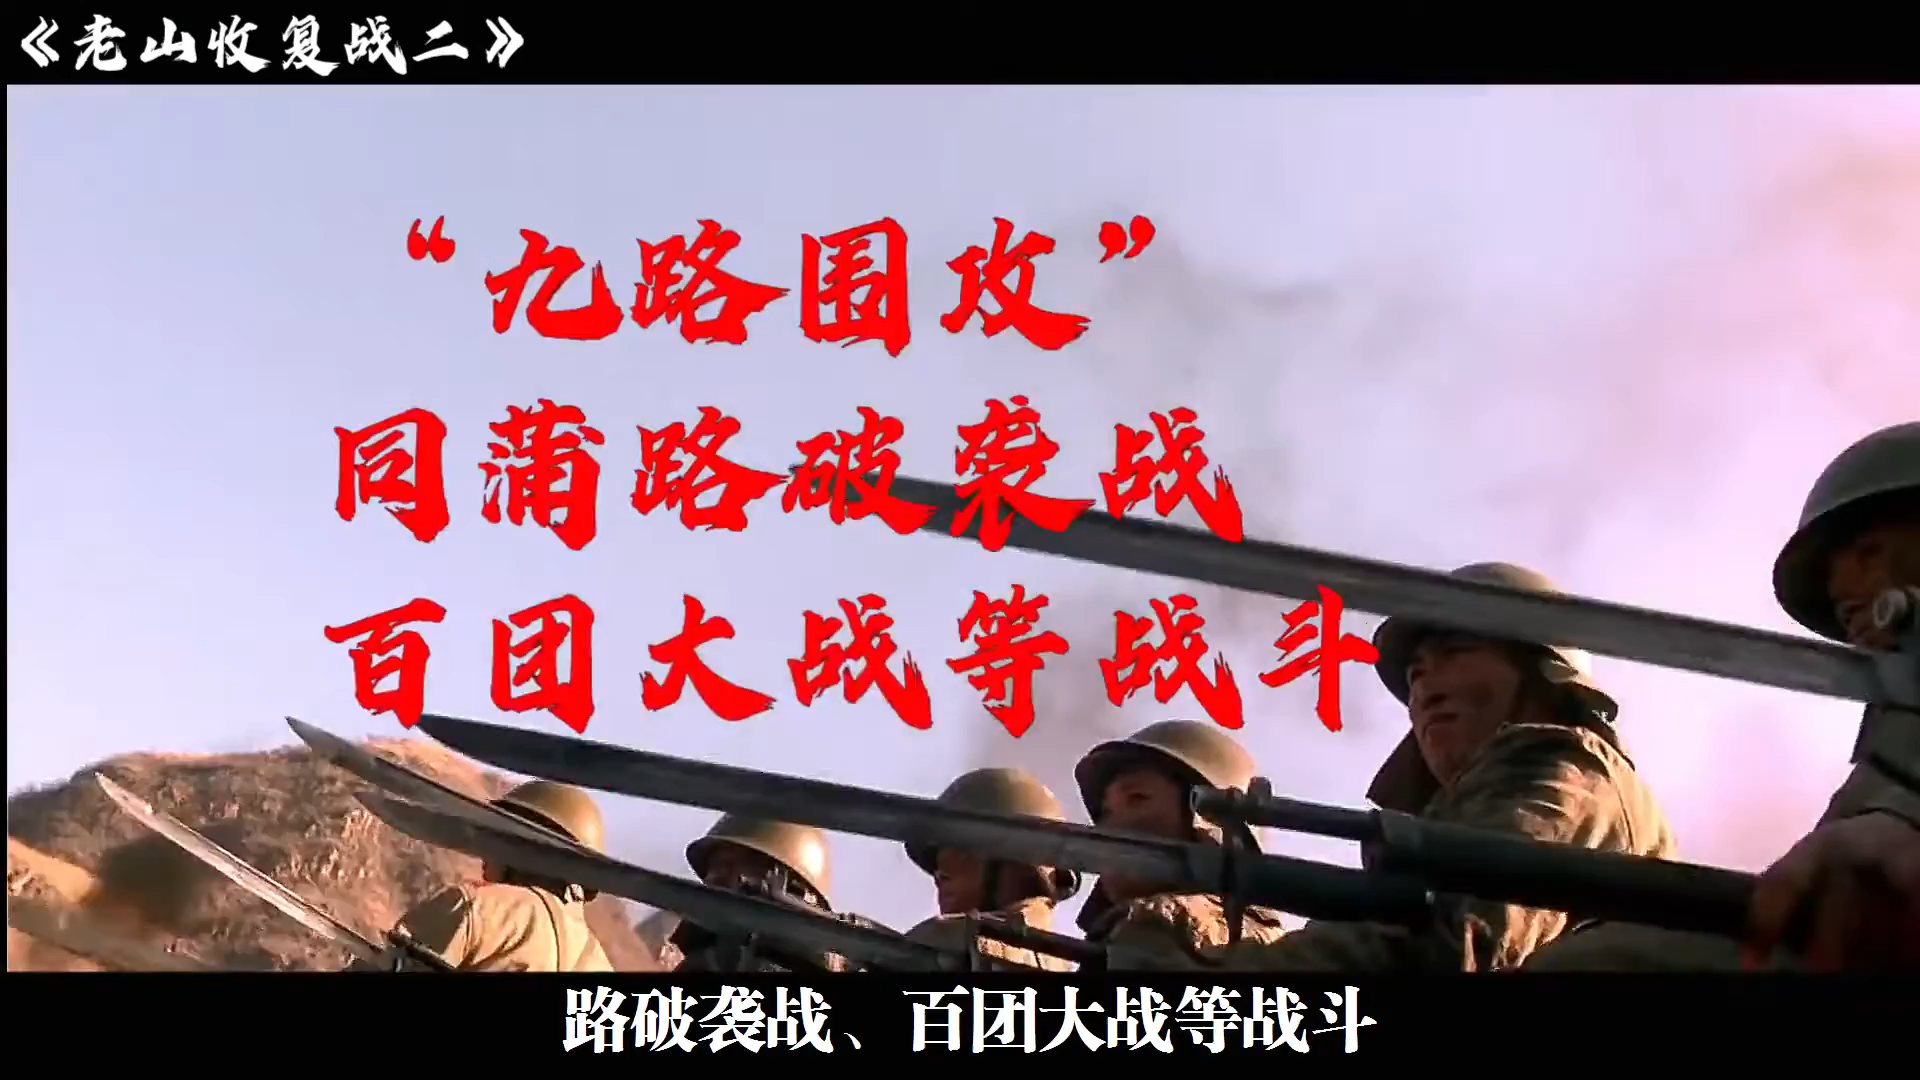 《老山收复战二》
“九路围攻”
同蒲路破袭战
百团大战等战斗
路破袭战、百团大战等战斗